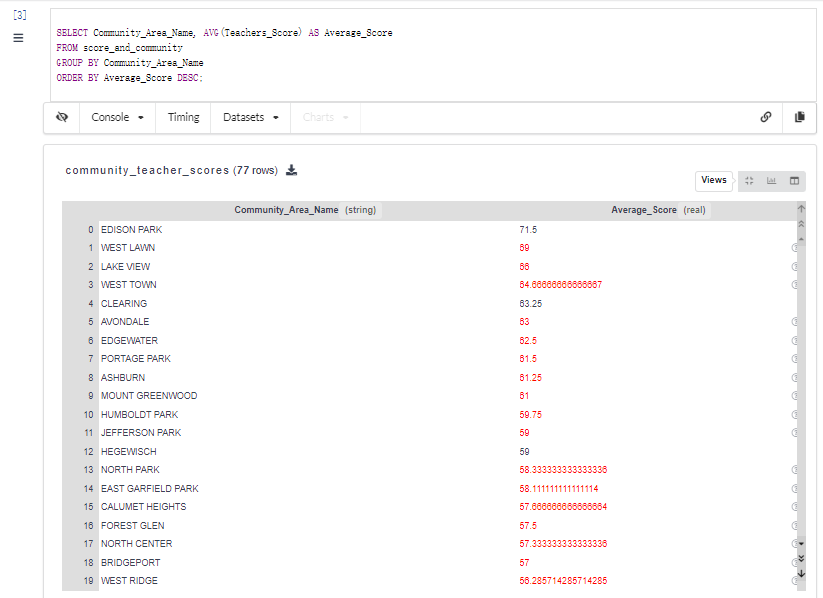 [3]
SELECT Community_Area_Name, AVG(Teachers_Score) AS Average_Score
FROM score_and_community
GROUP BY Community_Area_Name
ORDER BY Average_Score DESC;
Console Timing Datasets Charts
community_teacher_scores (77 rows)
Views
Community_Area_Name (string) Average_Score (real)
0 EDISON PARK 71.5
1 WEST LAWN 69
2 LAKE VIEW 66
3 WEST TOWN 64.66666666666667
4 CLEARING 63.25
5 AVONDALE 63
6 EDGEWATER 62.5
7 PORTAGE PARK 61.5
8 ASHBURN 61.25
9 MOUNT GREENWOOD 61
10 HUMBOLDT PARK 59.75
11 JEFFERSON PARK 59
12 HEGEWISCH 59
13 NORTH PARK 58.333333333333336
14 EAST GARFIELD PARK 58.111111111111114
15 CALUMET HEIGHTS 57.666666666666664
16 FOREST GLEN 57.5
17 NORTH CENTER 57.333333333333336
18 BRIDGEPORT 57
19 WEST RIDGE 56.285714285714285